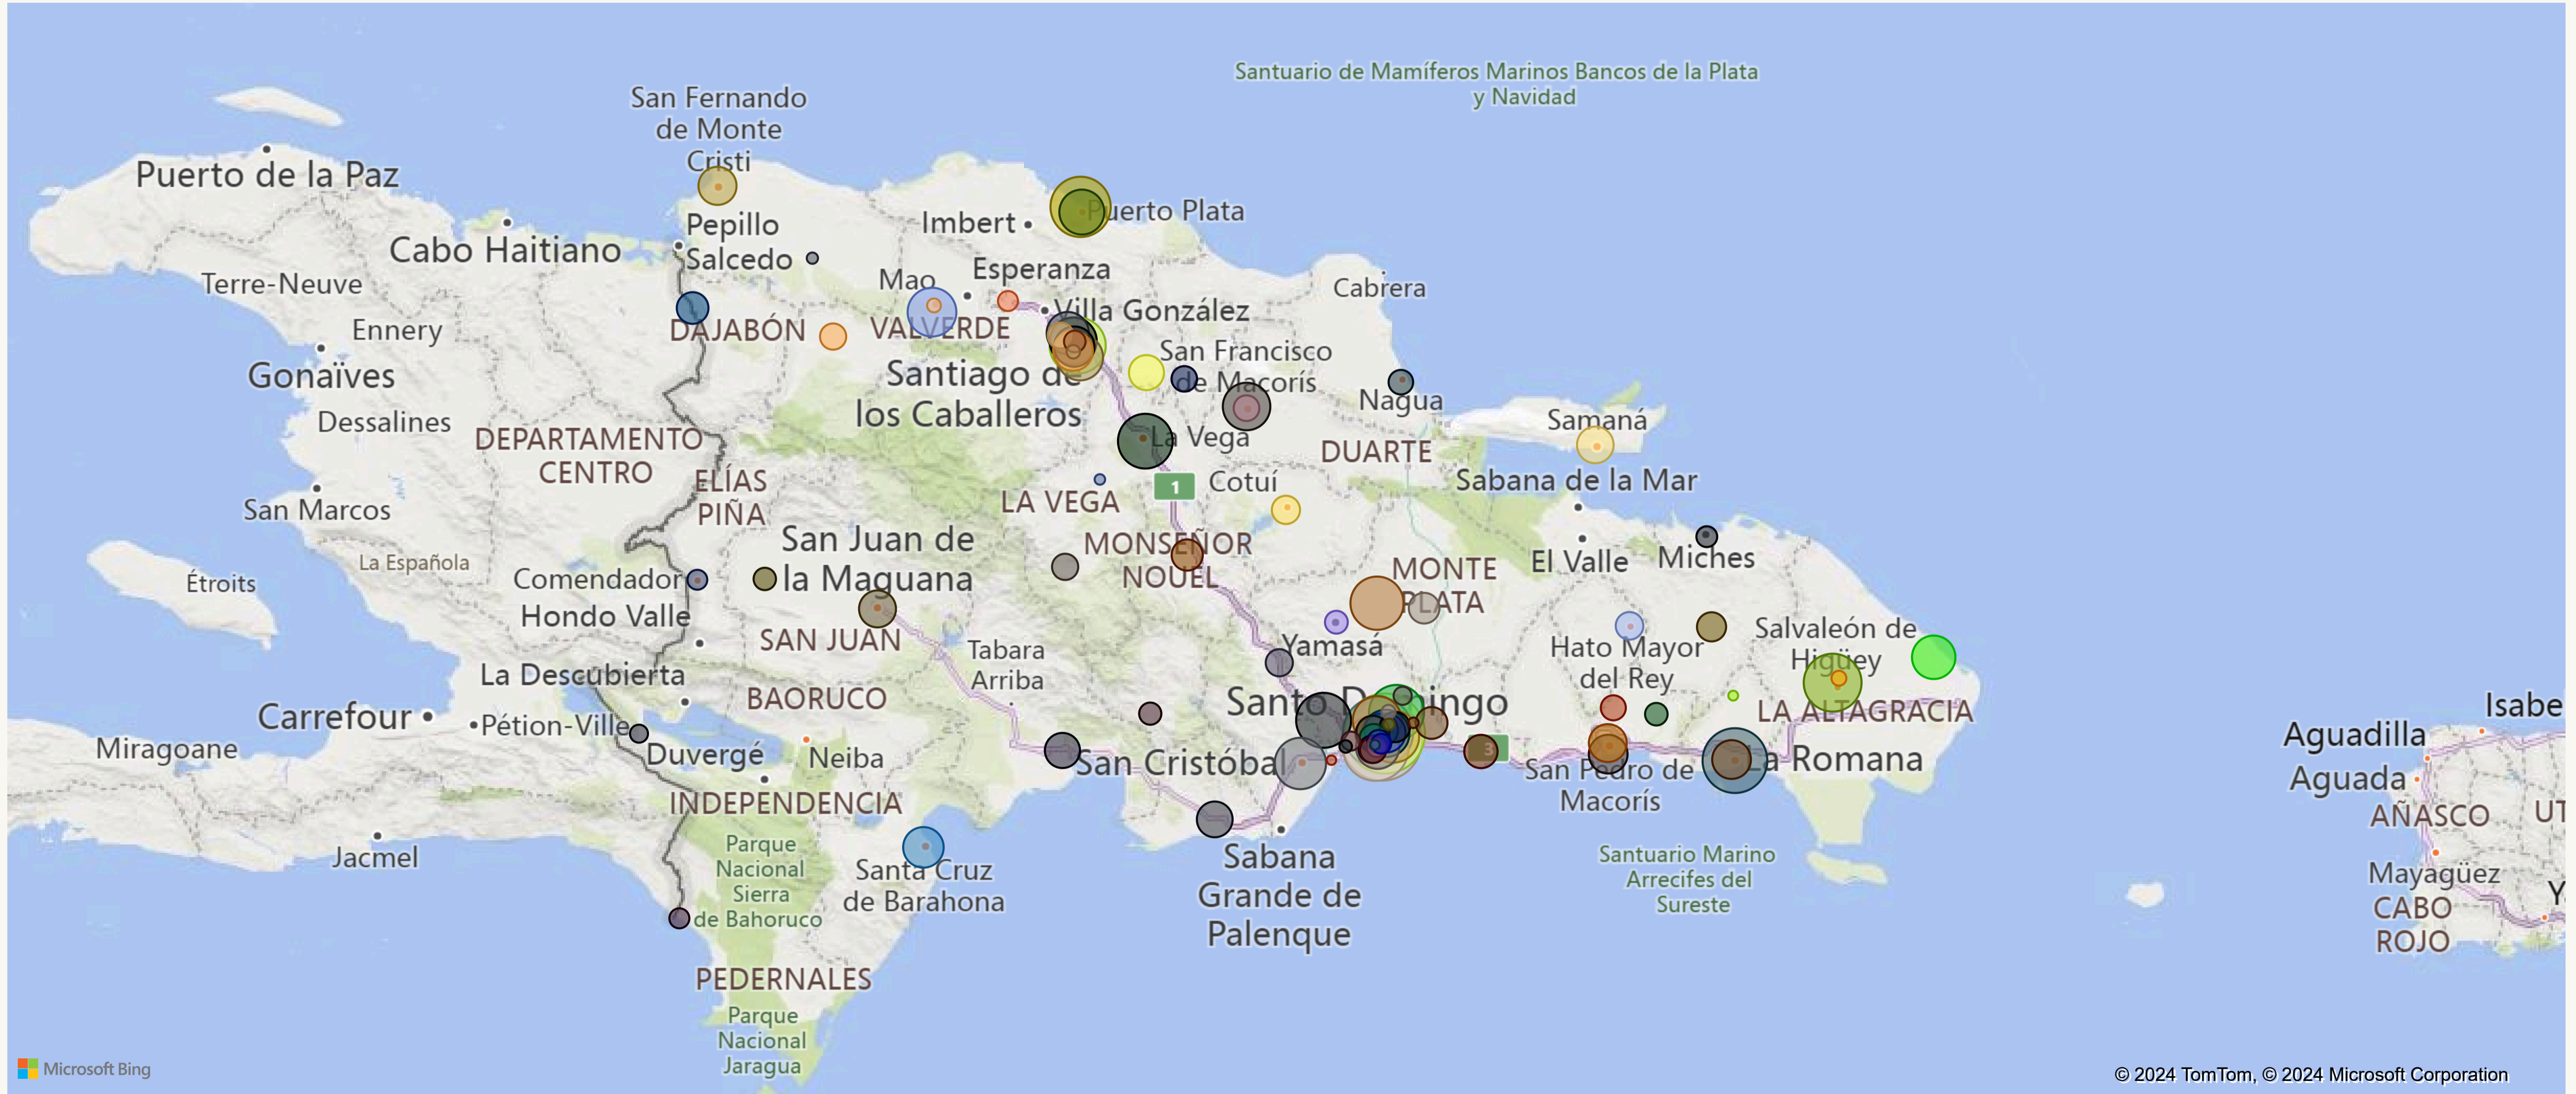 Santuario de Mamíferos Marinos Bancos de la Plata
y Navidad
San Fernando
de Monte
Cristi
Puerto de la Paz
Imbert
Puerto Plata
Pepillo
Salcedo
Cabo Haitiano
Terre-Neuve
Mao
Esperanza
Cabrera
Villa González
Ennery
DAJABÓN
VALVERDE
San Francisco
de Macorís
Gonaïves
Santiago de
los Caballeros
Nagua
Dessalines
Samaná
DEPARTAMENTO
CENTRO
La Vega
DUARTE
ELÍAS
PIÑA
1
Cotuí
Sabana de la Mar
LA VEGA
San Marcos
San Juan de
la Maguana
MONSEÑOR
NOUEL
La Española
El Valle
Miches
MONTE
PLATA
Étroits
Comendador
Hondo Valle
SAN JUAN
Yamasá
Tabara
Arriba
Hato Mayor
del Rey
Salvaleón de
Higüey
La Descubierta
BAORUCO
Santo Domingo
LA ALTAGRACIA
Carrefour
Pétion-Ville
Isabe
Miragoane
Duvergé
Neiba
San Cristóbal
3
San Pedro de
Macorís
La Romana
Aguadilla
Aguada
INDEPENDENCIA
AÑASCO
UT
Jacmel
Parque
Nacional
Sierra
de Bahoruco
Santa Cruz
de Barahona
Sabana
Grande de
Palenque
Santuario Marino
Arrecifes del
Sureste
Mayagüez
Y
CABO
ROJO
PEDERNALES
Parque
Nacional
Jaragua
Microsoft Bing
© 2024 TomTom, © 2024 Microsoft Corporation